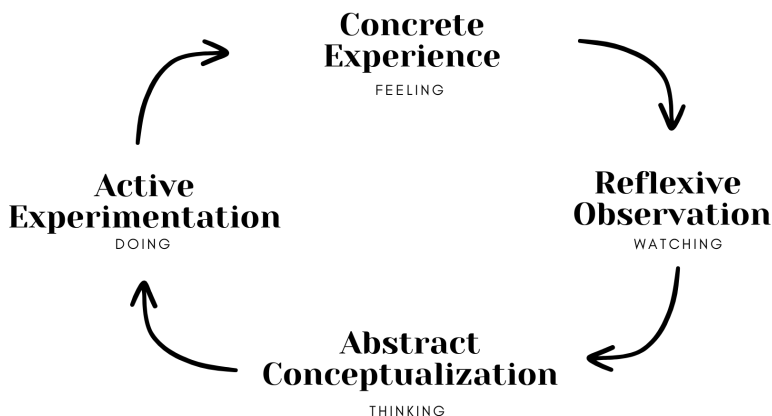 Concrete
Experience
FEELING
Reflexive
Observation
WATCHING
Abstract
Conceptualization
THINKING
Active
Experimentation
DOING